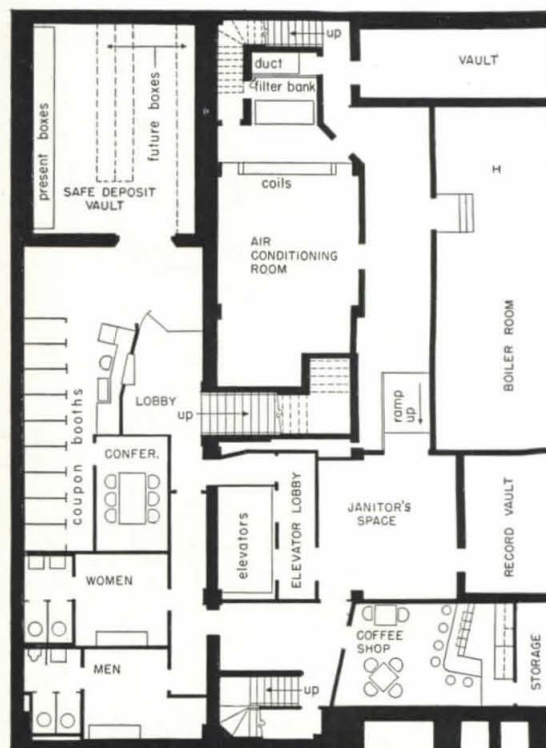 up
duct
filter bank
VAULT
present boxes
future boxes
SAFE DEPOSIT
VAULT
coils
H
AIR
CONDITIONING
ROOM
BOILER ROOM
LOBBY
up
ramp
up
coupon booths
CONFER.
elevators
ELEVATOR LOBBY
JANITOR'S
SPACE
RECORD VAULT
WOMEN
COFFEE
SHOP
STORAGE
MEN
up